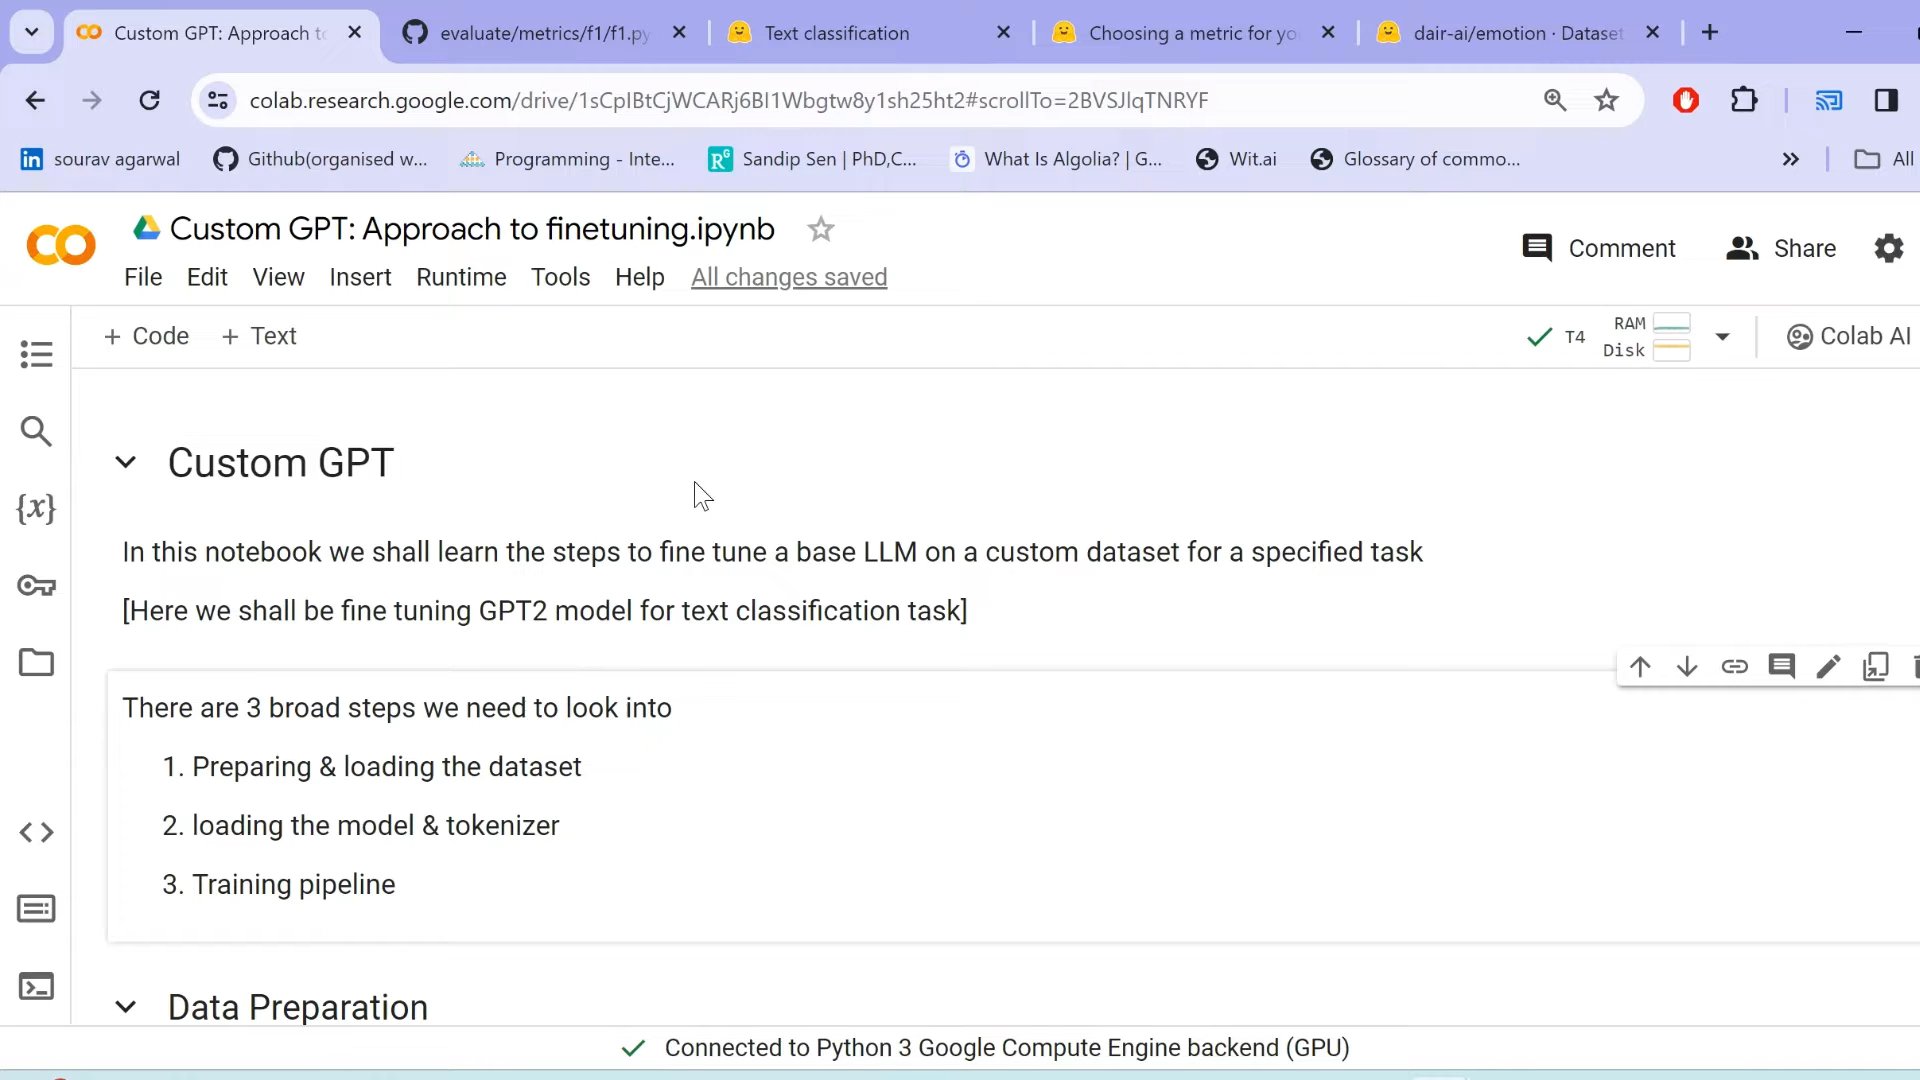 Custom GPT: Approach to
evaluate/metrics/f1/f1.py
Text classification
Choosing a metric for yo
dair-ai/emotion · Dataset
colab.research.google.com/drive/1sCpIBtCjWCARj6BI1Wbgtw8y1sh25ht2#scrollTo=2BVSJlqTNRYF
in sourav agarwal
Github(organised w...
Programming - Inte...
RG Sandip Sen | PhD,C...
What Is Algolia? | G...
Wit.ai
Glossary of commo...
All
Custom GPT: Approach to finetuning.ipynb
Comment
Share
File Edit View Insert Runtime Tools Help All changes saved
+ Code + Text
T4
RAM
Disk
Colab AI
Custom GPT
{x}
In this notebook we shall learn the steps to fine tune a base LLM on a custom dataset for a specified task
[Here we shall be fine tuning GPT2 model for text classification task]
There are 3 broad steps we need to look into
1. Preparing & loading the dataset
2. loading the model & tokenizer
3. Training pipeline
Data Preparation
Connected to Python 3 Google Compute Engine backend (GPU)